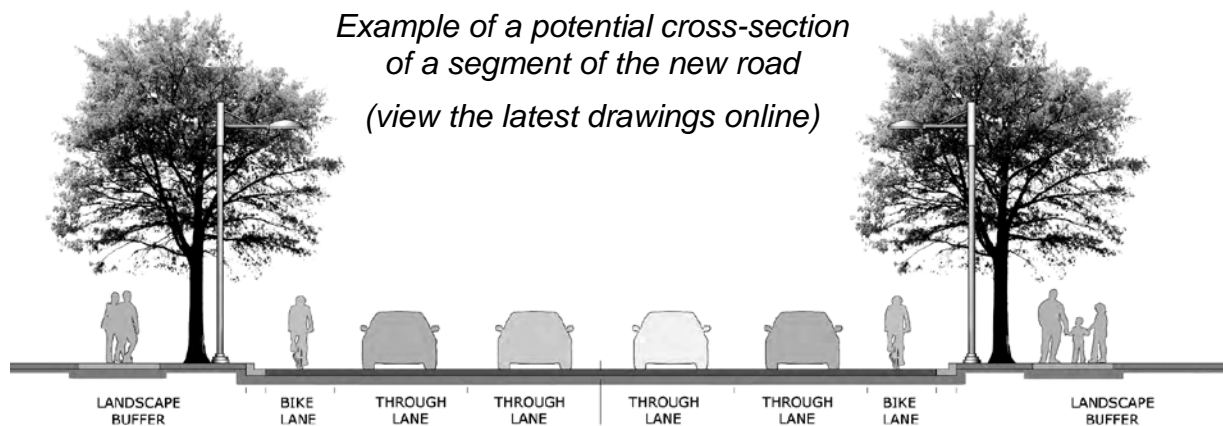 Example of a potential cross-section
of a segment of the new road
(view the latest drawings online)
LANDSCAPE
BUFFER
BIKE
LANE
THROUGH
LANE
THROUGH
LANE
THROUGH
LANE
THROUGH
LANE
BIKE
LANE
LANDSCAPE
BUFFER